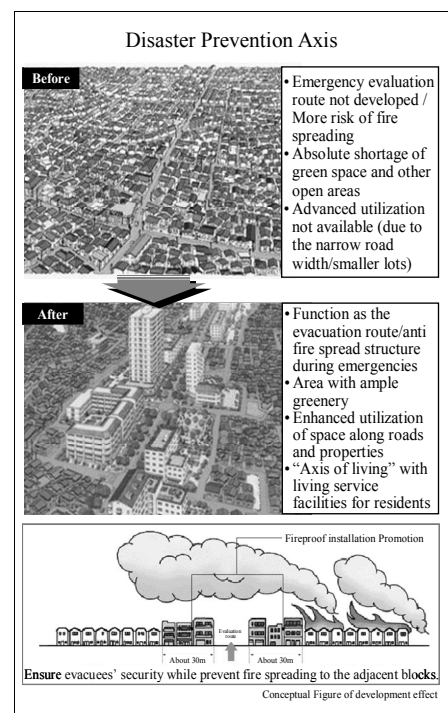 Disaster Prevention Axis
Before
• Emergency evaluation
route not developed /
More risk of fire
spreading
• Absolute shortage of
green space and other
open areas
• Advanced utilization
not available (due to
the narrow road
width/smaller lots)
After
• Function as the
evacuation route/anti
fire spread structure
during emergencies
• Area with ample
greenery
• Enhanced utilization
of space along roads
and properties
• “Axis of living” with
living service
facilities for residents
Fireproof installation Promotion
Evaluation
route
About 30m
About 30m
Ensure evacuees’ security while prevent fire spreading to the adjacent blocks.
Conceptual Figure of development effect